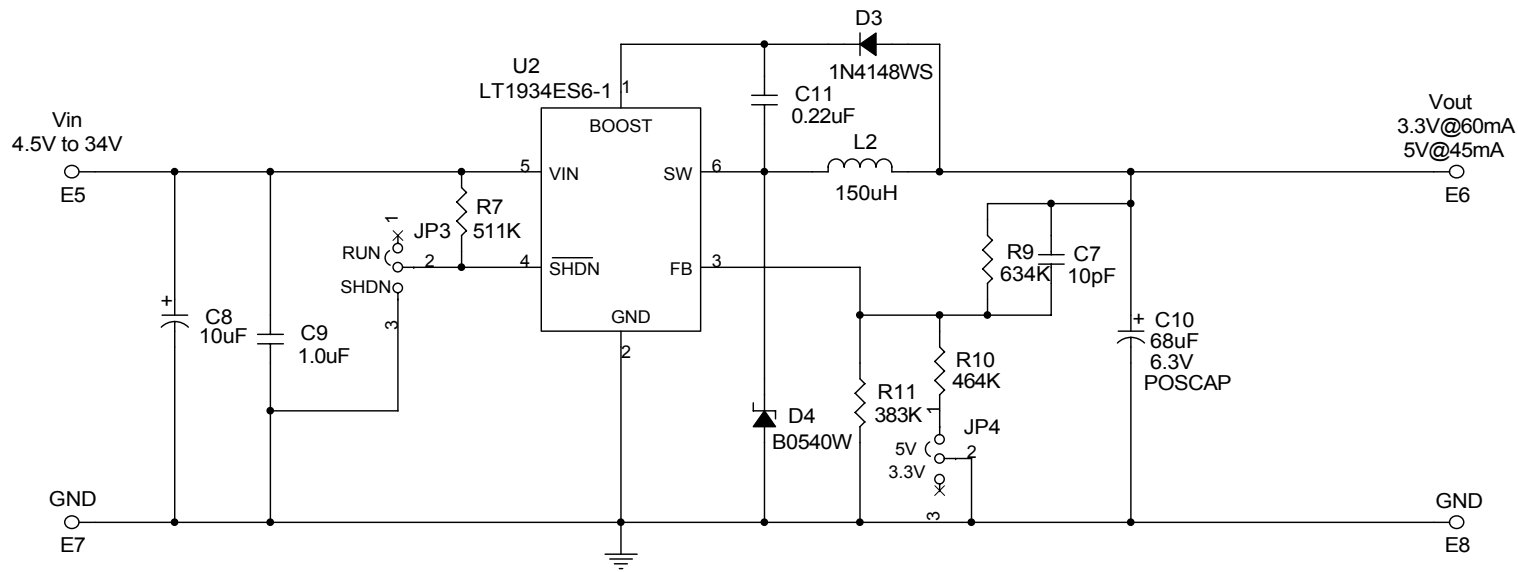 D3
1N4148WS
U2
LT1934ES6-1
1
BOOST
C11
0.22uF
Vin
4.5V to 34V
E5
5
VIN
SW
6
L2
150uH
Vout
3.3V@60mA
5V@45mA
E6
R7
511K
1
JP3
RUN
2
SHDN
3
4
SHDN
FB
3
GND
2
R9
634K
C7
10pF
+
C8
10uF
C9
1.0uF
+
C10
68uF
6.3V
POSCAP
R10
464K
R11
383K
D4
B0540W
1
JP4
5V
2
3.3V
3
GND
E7
GND
E8